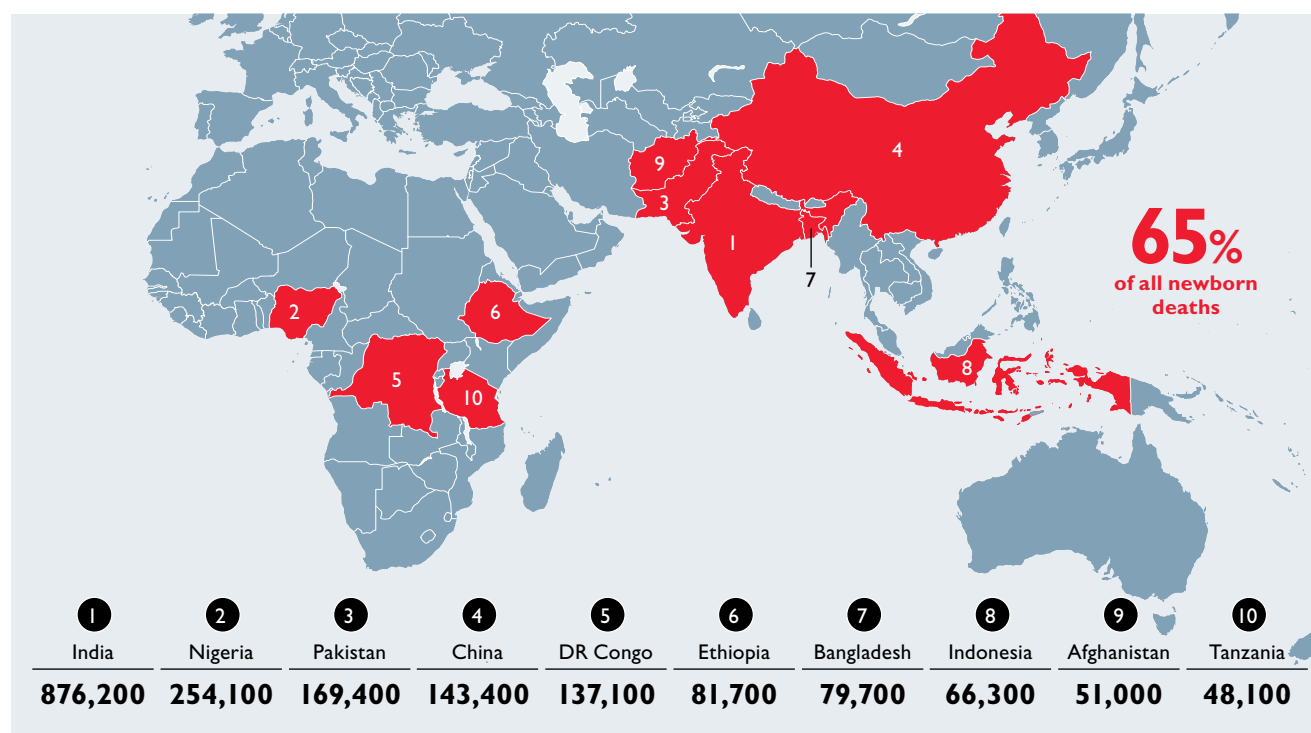 9
4
3
1
7
65%
of all newborn
deaths
2
6
5
8
10
1 2 3 4 5 6 7 8 9 10
India Nigeria Pakistan China DR Congo Ethiopia Bangladesh Indonesia Afghanistan Tanzania
876,200 254,100 169,400 143,400 137,100 81,700 79,700 66,300 51,000 48,100